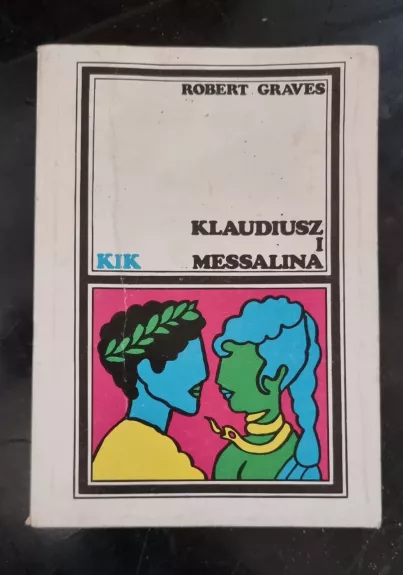 ROBERT GRAVES
KLAUDIUSZ
I
KIK MESSALINA